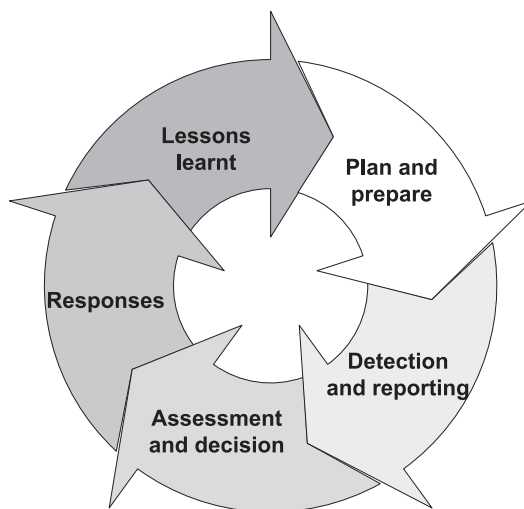 Lessons
learnt
Plan and
prepare
Detection
and reporting
Assessment
and decision
Responses